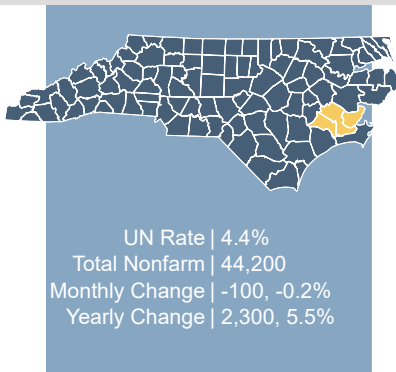 UN Rate | 4.4%
Total Nonfarm | 44,200
Monthly Change | -100, -0.2%
Yearly Change | 2,300, 5.5%